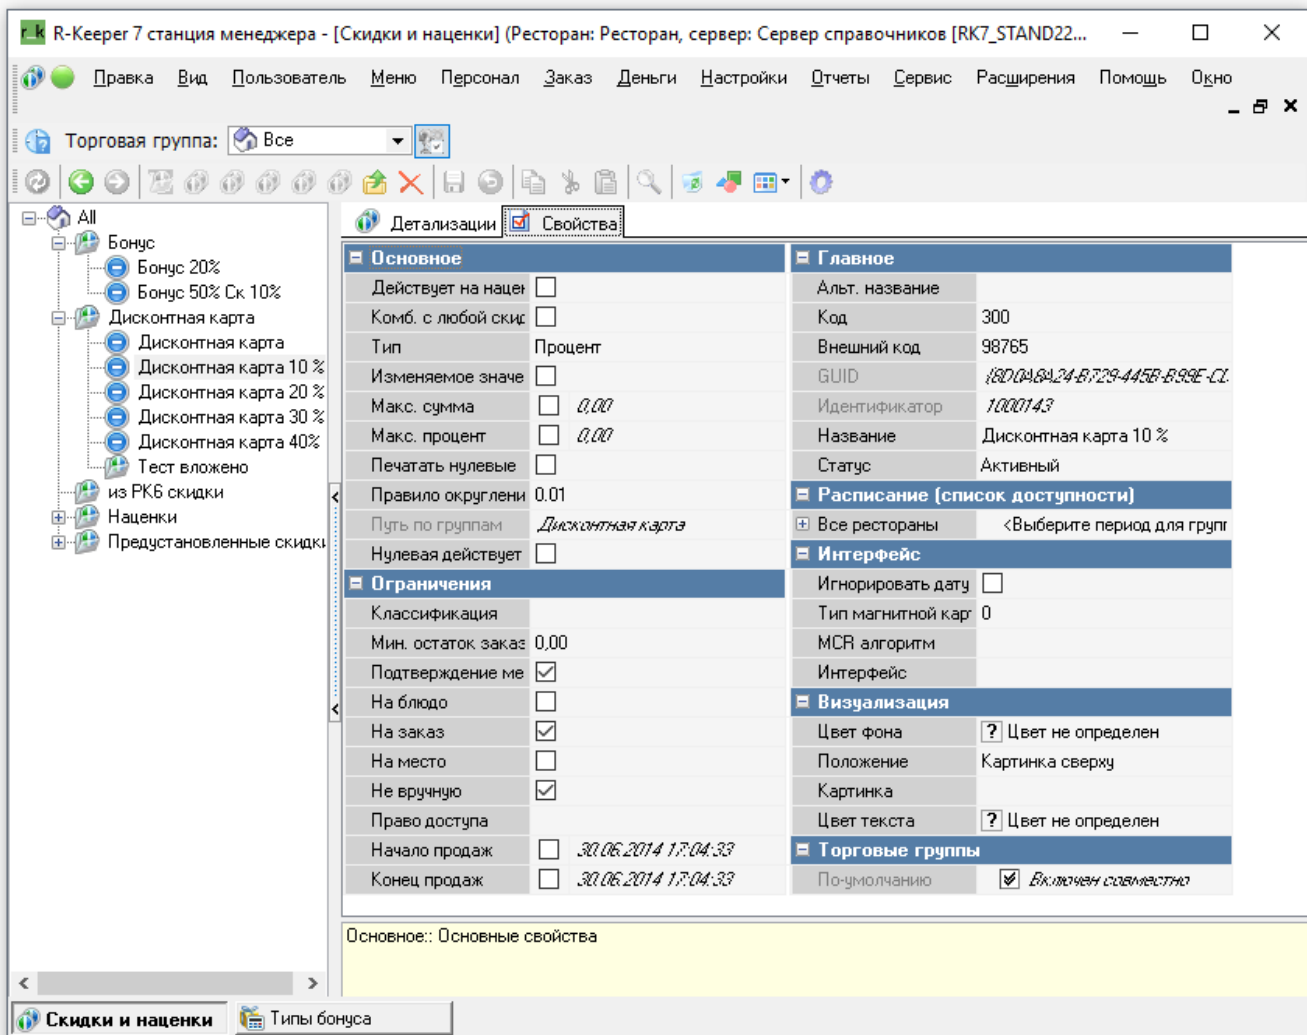 r_k R-Keeper 7 станция менеджера - [Скидки и наценки] (Ресторан: Ресторан, сервер: Сервер справочников [RK7_STAND22...
Правка Вид Пользователь Меню Персонал Заказ Деньги Настройки Отчеты Сервис Расширения Помощь Окно
Торговая группа: Все
All
Бонус
Бонус 20%
Бонус 50% Ск 10%
Дисконтная карта
Дисконтная карта
Дисконтная карта 10 %
Дисконтная карта 20 %
Дисконтная карта 30 %
Дисконтная карта 40%
Тест вложено
из РК6 скидки
Наценки
Предустановленные скидки
Детализации Свойства
Основное
Действует на нацен
Комб. с любой скид
Тип Процент
Изменяемое значе
Макс. сумма 0,00
Макс. процент 0,00
Печатать нулевые
Правило округлени 0.01
Путь по группам Дисконтная карта
Нулевая действует
Ограничения
Классификация
Мин. остаток заказ 0,00
Подтверждение ме
На блюдо
На заказ
На место
Не вручную
Право доступа
Начало продаж 30.06.2014 17:04:33
Конец продаж 30.06.2014 17:04:33
Главное
Альт. название
Код 300
Внешний код 98765
GUID {8D0A8A24-B729-445B-B99E-CL
Идентификатор 1000143
Название Дисконтная карта 10 %
Статус Активный
Расписание (список доступности)
Все рестораны <Выберите период для групп
Интерфейс
Игнорировать дату
Тип магнитной кар 0
MCR алгоритм
Интерфейс
Визуализация
Цвет фона ? Цвет не определен
Положение Картинка сверху
Картинка
Цвет текста ? Цвет не определен
Торговые группы
По-умолчанию Включен совместно
Основное:: Основные свойства
Скидки и наценки Типы бонуса